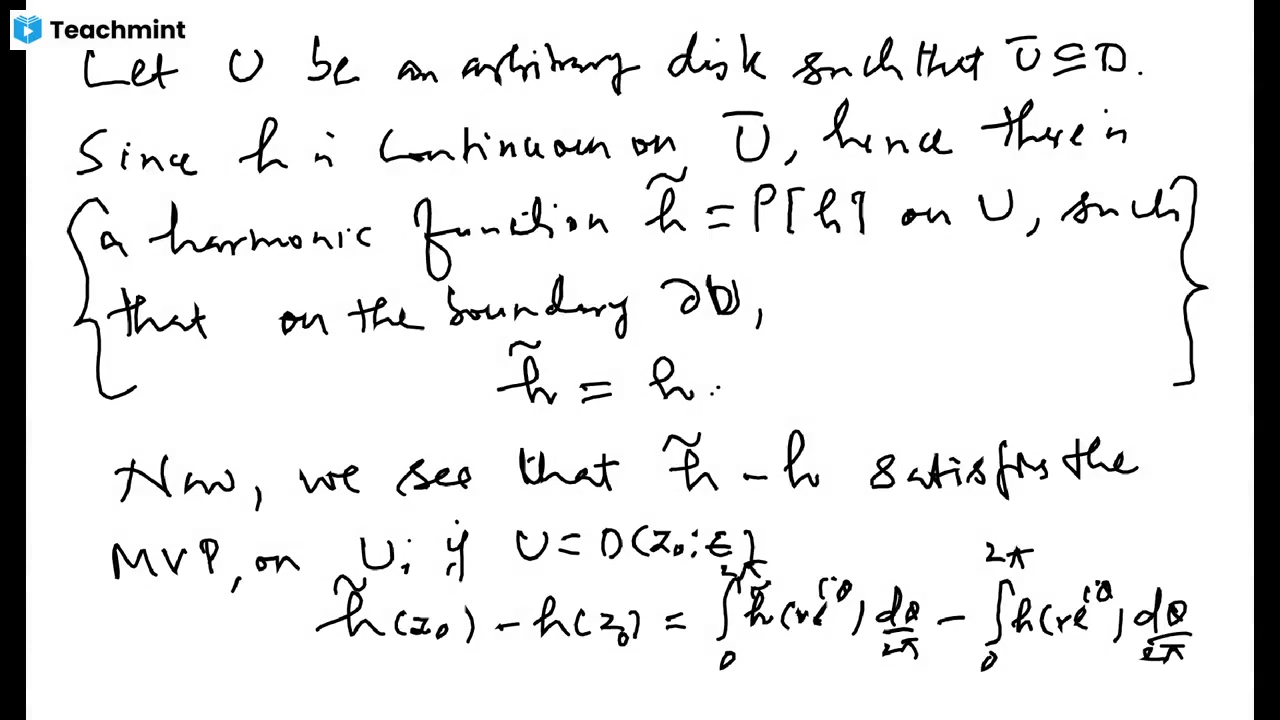 Teachmint
Let U be an arbitrary disk such that U̅ ⊆ D.
Since h is continuous on U̅, hence there is
a harmonic function h̃ = P[h] on U, such
that on the boundary ∂U,
h̃ = h.
Now, we see that h̃ - h satisfies the
MVP, on U; if U = D(z₀; ε)
h̃(z₀) - h(z₀) = ∫₀^2π h̃(re^iθ) dθ/2π - ∫₀^2π h(re^iθ) dθ/2π